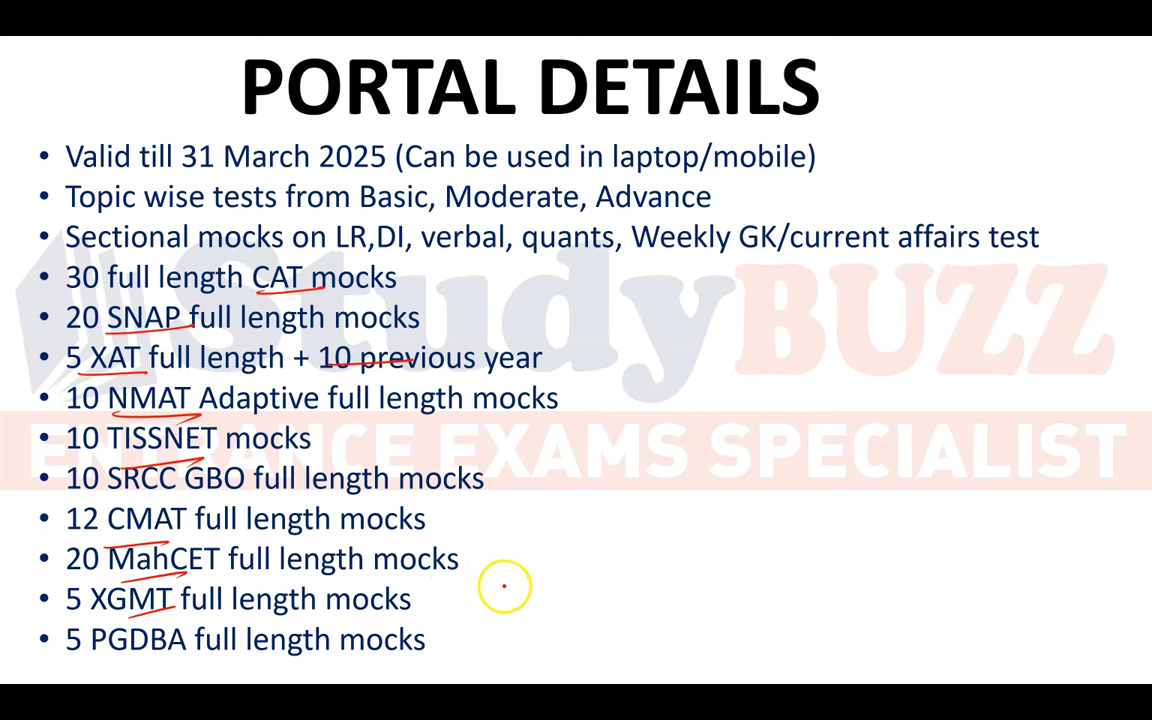 PORTAL DETAILS
• Valid till 31 March 2025 (Can be used in laptop/mobile)
• Topic wise tests from Basic, Moderate, Advance
• Sectional mocks on LR,DI, verbal, quants, Weekly GK/current affairs test
• 30 full length CAT mocks
• 20 SNAP full length mocks
• 5 XAT full length + 10 previous year
• 10 NMAT Adaptive full length mocks
• 10 TISSNET mocks
• 10 SRCC GBO full length mocks
• 12 CMAT full length mocks
• 20 MahCET full length mocks
• 5 XGMT full length mocks
• 5 PGDBA full length mocks
StudyBUZZ
ENTRANCE EXAMS SPECIALIST